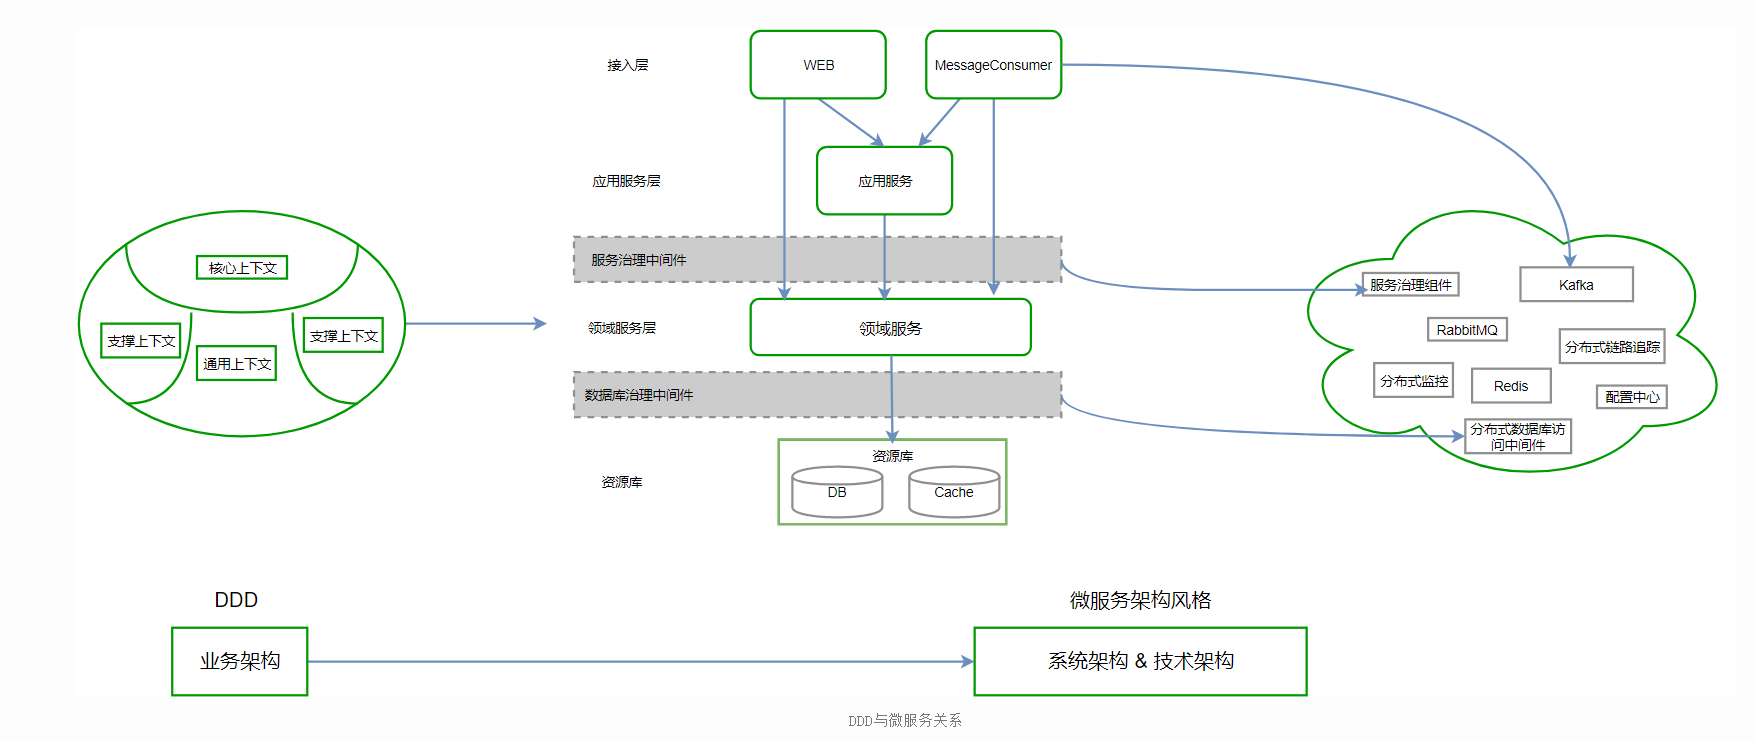 接入层
WEB
MessageConsumer
应用服务层
应用服务
服务治理中间件
核心上下文
支撑上下文
通用上下文
支撑上下文
领域服务层
领域服务
数据库治理中间件
资源库
资源库
DB
Cache
服务治理组件
Kafka
RabbitMQ
分布式链路追踪
分布式监控
Redis
配置中心
分布式数据库访
问中间件
DDD
微服务架构风格
业务架构
系统架构 & 技术架构
DDD与微服务关系